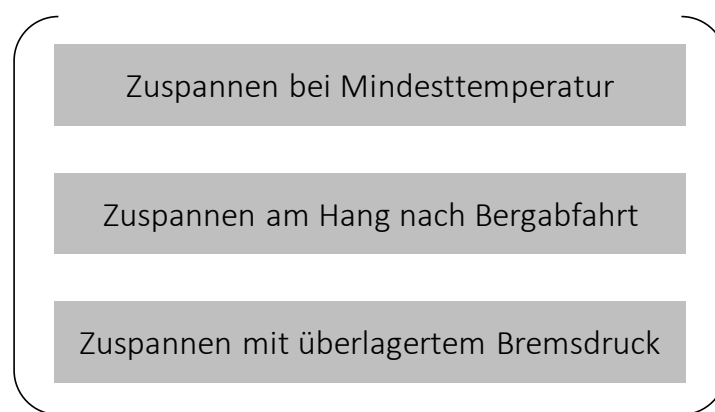 Zuspannen bei Mindesttemperatur
Zuspannen am Hang nach Bergabfahrt
Zuspannen mit überlagertem Bremsdruck